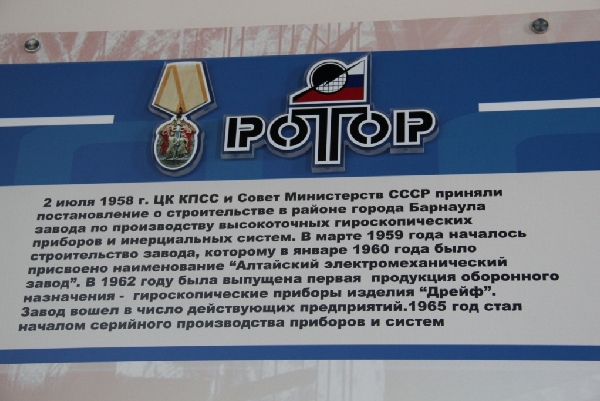 РОТОР
2 июля 1958 г. ЦК КПСС и Совет Министерств СССР приняли
постановление о строительстве в районе города Барнаула
завода по производству высокоточных гироскопических
приборов и инерциальных систем. В марте 1959 года началось
строительство завода, которому в январе 1960 года было
присвоено наименование “Алтайский электромеханический
завод”. В 1962 году была выпущена первая продукция оборонного
назначения - гироскопические приборы изделия “Дрейф”.
Завод вошел в число действующих предприятий.1965 год стал
началом серийного производства приборов и систем